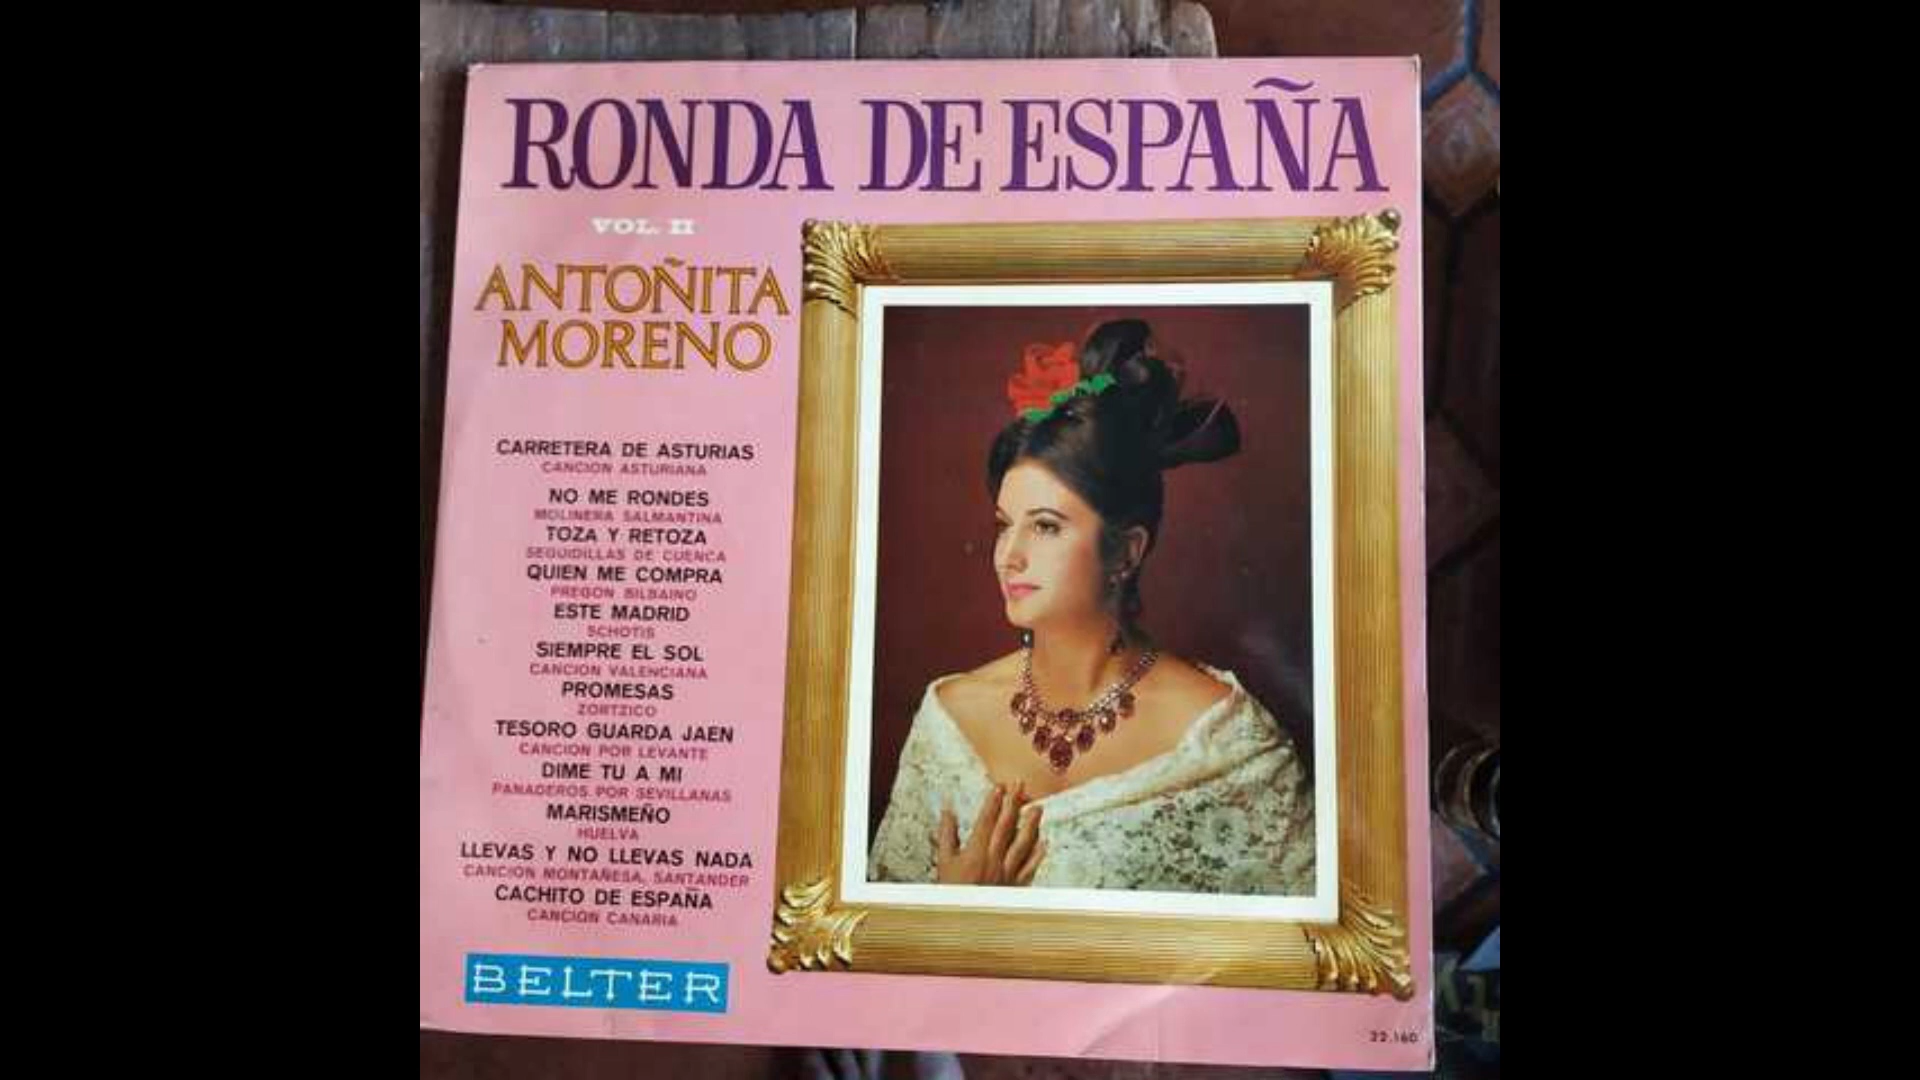 RONDA DE ESPAÑA
VOL. II
ANTOÑITA
MORENO
CARRETERA DE ASTURIAS
CANCION ASTURIANA
NO ME RONDES
MOLINERA SALMANTINA
TOZA Y RETOZA
SEGUIDILLAS DE CUENCA
QUIEN ME COMPRA
PREGON BILBAINO
ESTE MADRID
SCHOTIS
SIEMPRE EL SOL
CANCION VALENCIANA
PROMESAS
ZORTZICO
TESORO GUARDA JAEN
CANCION POR LEVANTE
DIME TU A MI
PANADEROS POR SEVILLANAS
MARISMEÑO
HUELVA
LLEVAS Y NO LLEVAS NADA
CANCION MONTAÑESA, SANTANDER
CACHITO DE ESPAÑA
CANCION CANARIA
BELTER
22.160